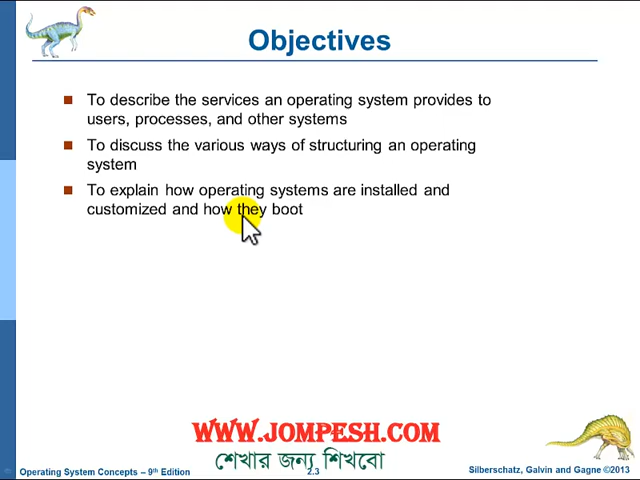 Objectives
To describe the services an operating system provides to
users, processes, and other systems
To discuss the various ways of structuring an operating
system
To explain how operating systems are installed and
customized and how they boot
WWW.JOMPESH.COM
শেখার জন্য শিখবো
Operating System Concepts – 9th Edition
2.3
Silberschatz, Galvin and Gagne ©2013